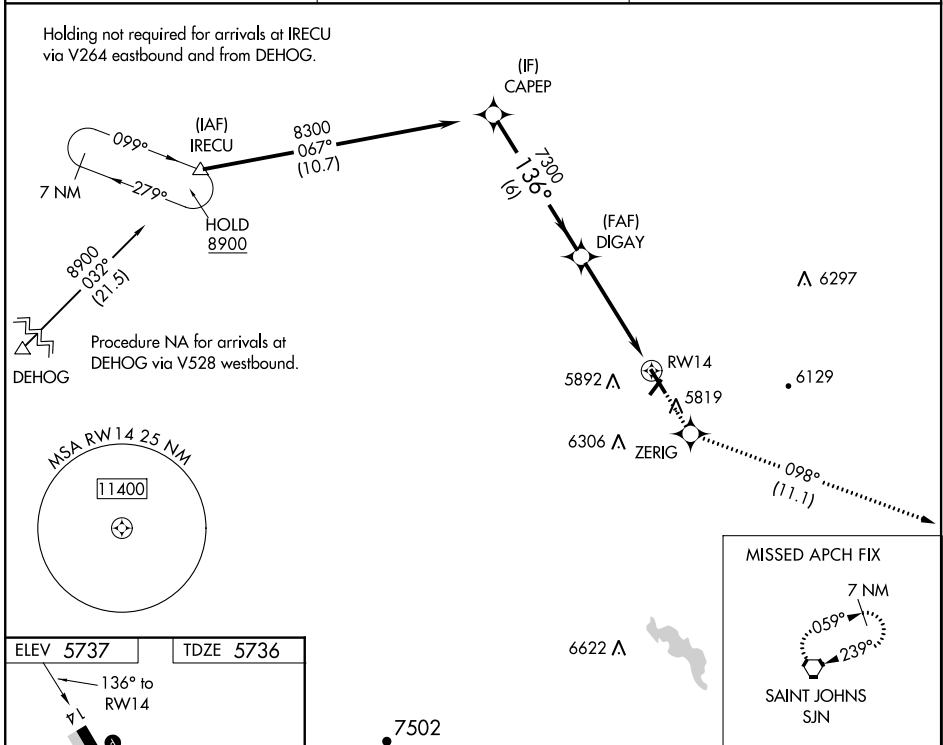 Holding not required for arrivals at IRECU
via V264 eastbound and from DEHOG.
(IF)
CAPEP
(IAF)
IRECU
8300
067°
(10.7)
099°
279°
7 NM
HOLD
8900
7300
136°
(6)
(FAF)
DIGAY
8900
032°
(21.5)
6297
Procedure NA for arrivals at
DEHOG via V528 westbound.
DEHOG
RW14
5892
5819
6129
6306
ZERIG
098°
(11.1)
MSA RW14 25 NM
11400
MISSED APCH FIX
7 NM
059°
239°
SAINT JOHNS
SJN
6622
ELEV 5737
TDZE 5736
136° to
RW14
14
A
7502